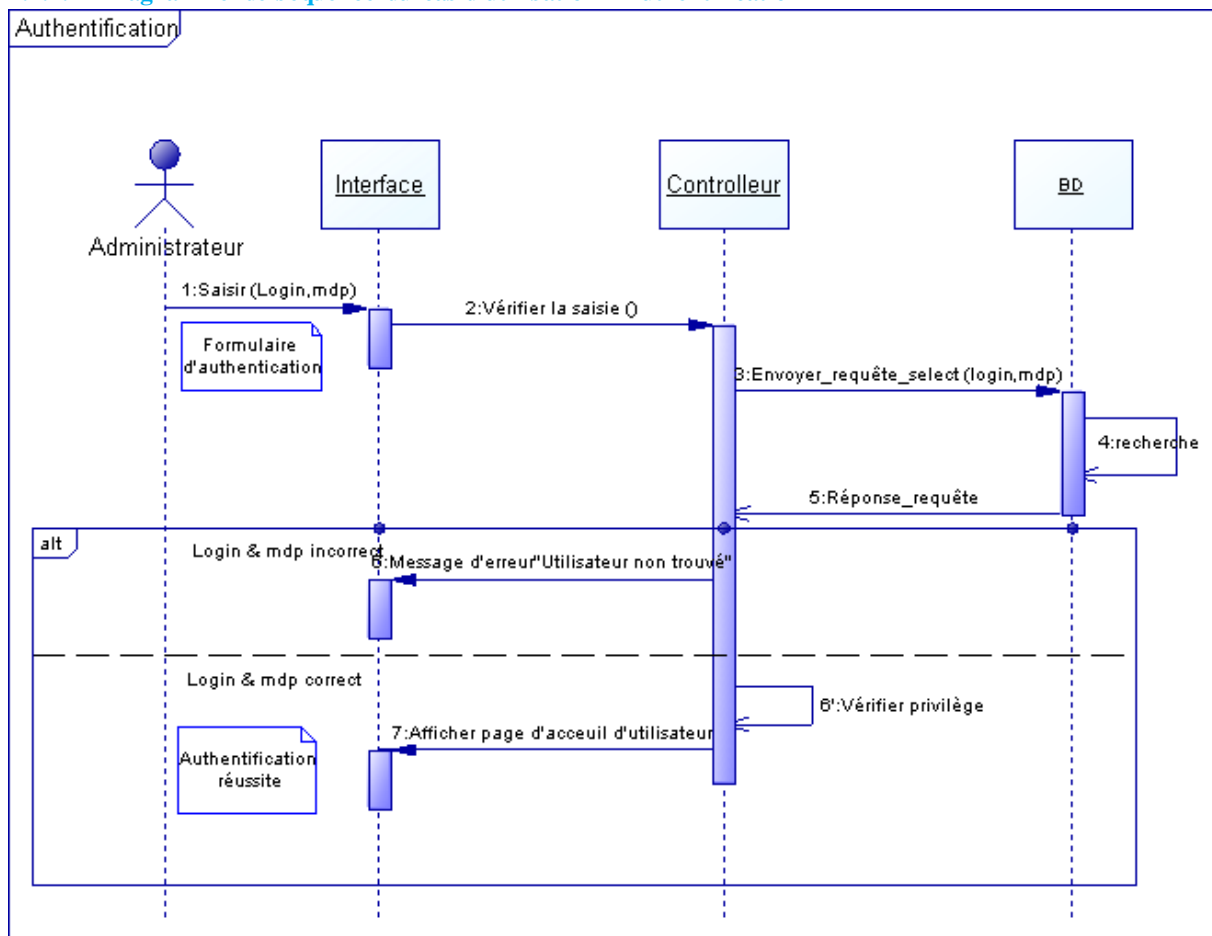 Authentification
Administrateur
Interface
Controlleur
BD
1:Saisir (Login,mdp)
2:Vérifier la saisie ()
Formulaire
d'authentication
3:Envoyer_requête_select (login,mdp)
4:recherche
5:Réponse_requête
alt
Login & mdp incorrect
6:Message d'erreur"Utilisateur non trouvé"
Login & mdp correct
6':Vérifier privilège
7:Afficher page d'acceuil d'utilisateur
Authentification
réussite